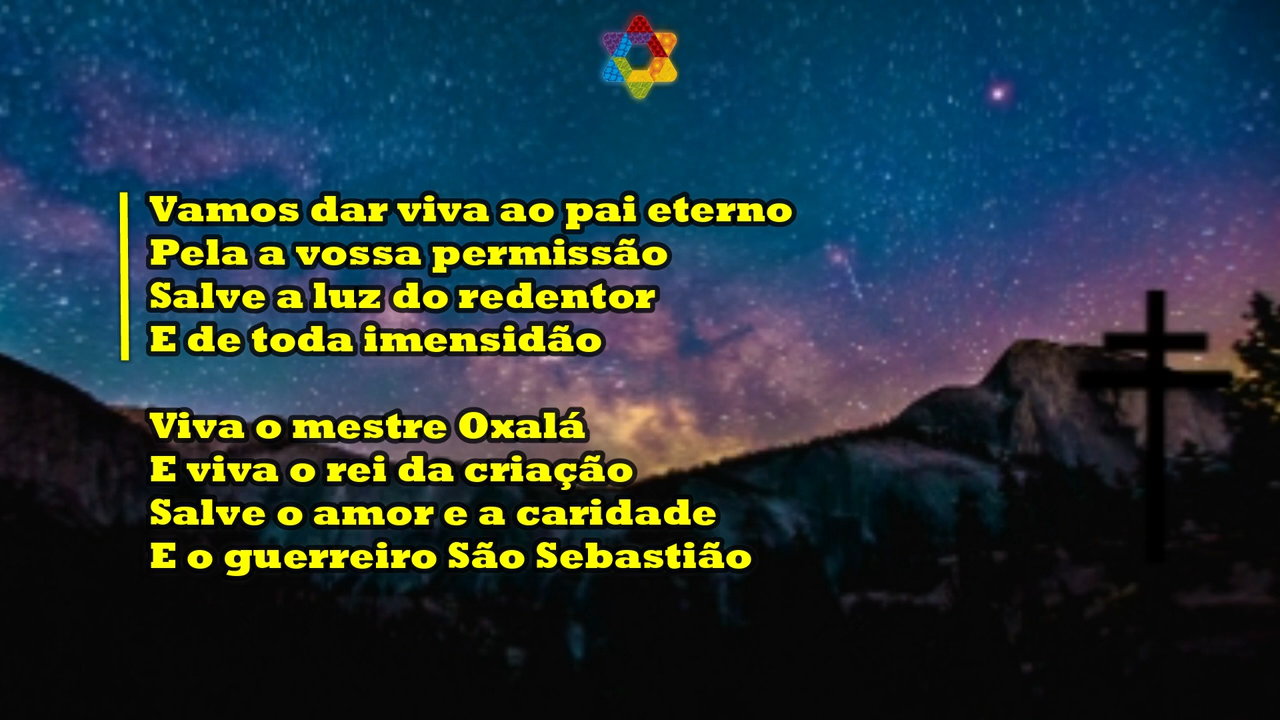 Vamos dar viva ao pai eterno
Pela a vossa permissão
Salve a luz do redentor
E de toda imensidão
Viva o mestre Oxalá
E viva o rei da criação
Salve o amor e a caridade
E o guerreiro São Sebastião